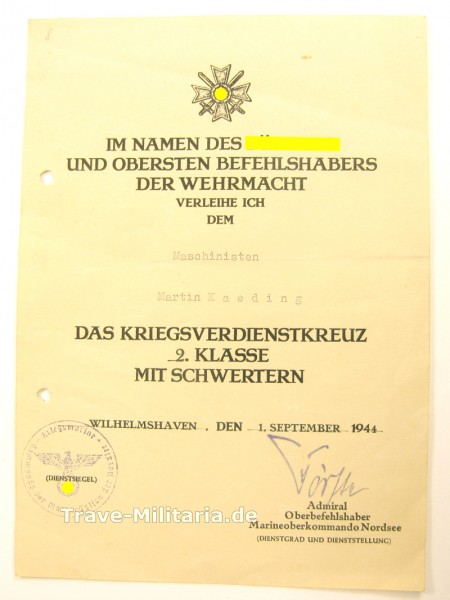 IM NAMEN DES
UND OBERSTEN BEFEHLSHABERS
DER WEHRMACHT
VERLEIHE ICH
DEM
Maschinisten
Martin K a e d i n g
DAS KRIEGSVERDIENSTKREUZ
2. KLASSE
MIT SCHWERTERN
WILHELMSHAVEN, DEN 1. SEPTEMBER 1944
Kriegsmarine
(DIENSTSIEGEL)
Trave-Militaria.de
Admiral
Oberbefehlshaber
Marineoberkommando Nordsee
(DIENSTGRAD UND DIENSTSTELLUNG)